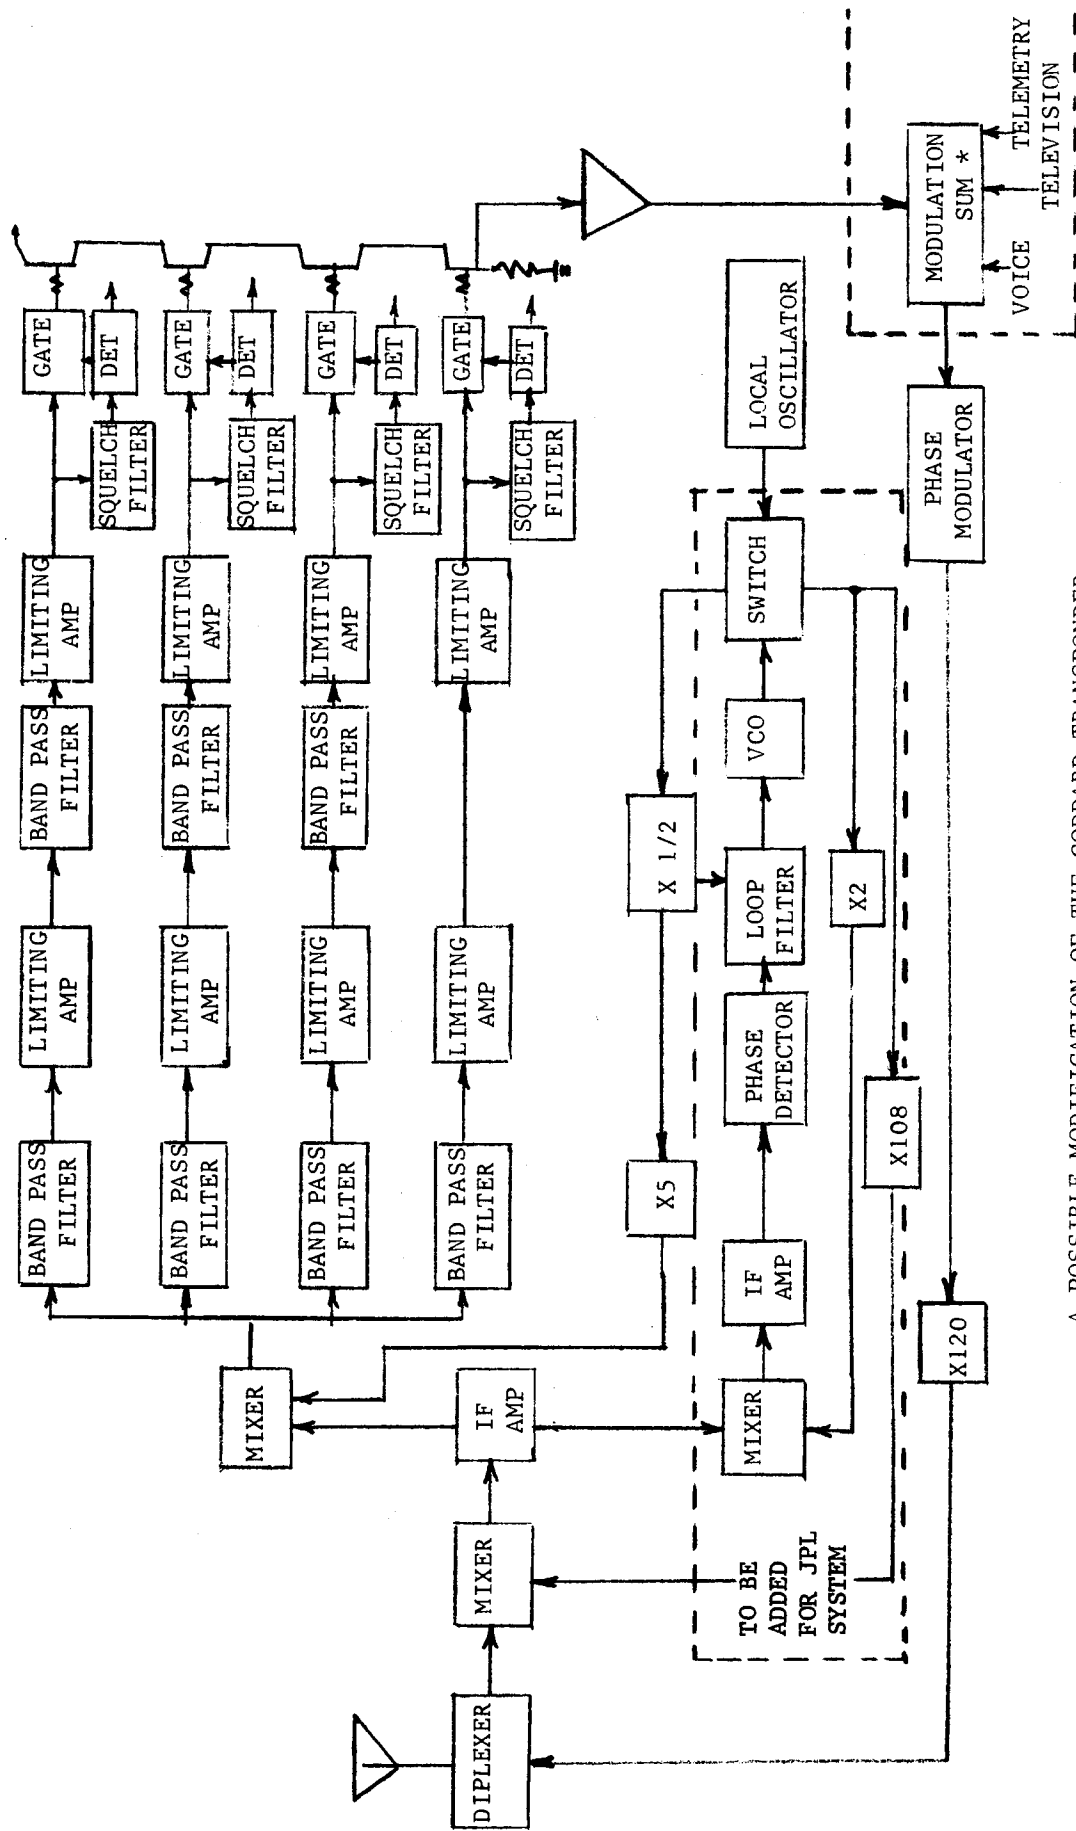 BAND PASS
FILTER
LIMITING
AMP
BAND PASS
FILTER
LIMITING
AMP
GATE
SQUELCH
FILTER
DET
BAND PASS
FILTER
LIMITING
AMP
BAND PASS
FILTER
LIMITING
AMP
GATE
SQUELCH
FILTER
DET
MIXER
BAND PASS
FILTER
LIMITING
AMP
BAND PASS
FILTER
LIMITING
AMP
GATE
SQUELCH
FILTER
DET
BAND PASS
FILTER
LIMITING
AMP
LIMITING
AMP
GATE
SQUELCH
FILTER
DET
DIPLEXER
MIXER
IF
AMP
X5
X 1/2
TO BE
ADDED
FOR JPL
SYSTEM
MIXER
IF
AMP
PHASE
DETECTOR
LOOP
FILTER
VCO
SWITCH
LOCAL
OSCILLATOR
X2
X108
X120
PHASE
MODULATOR
MODULATION
SUM *
VOICE
TELEVISION
TELEMETRY
A POSSIBLE MODIFICATION OF THE GODDARD TRANSPONDER